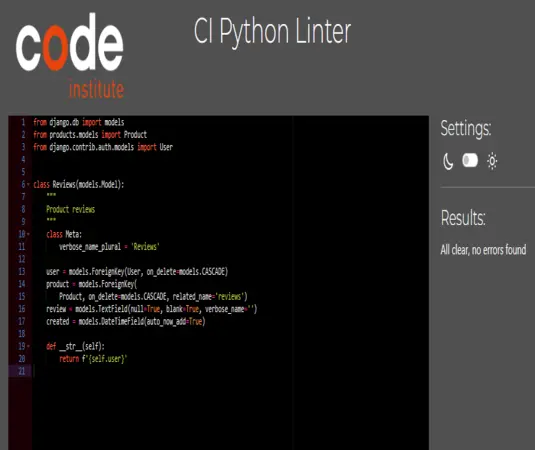 code
institute
CI Python Linter
1 from django.db import models
2 from products.models import Product
3 from django.contrib.auth.models import User
4
5
6 class Reviews(models.Model):
7 """
8 Product reviews
9 """
10 class Meta:
11 verbose_name_plural = 'Reviews'
12
13 user = models.ForeignKey(User, on_delete=models.CASCADE)
14 product = models.ForeignKey(
15 Product, on_delete=models.CASCADE, related_name='reviews')
16 review = models.TextField(null=True, blank=True, verbose_name='')
17 created = models.DateTimeField(auto_now_add=True)
18
19 def __str__(self):
20 return f'{self.user}'
21
Settings:
Results:
All clear, no errors found